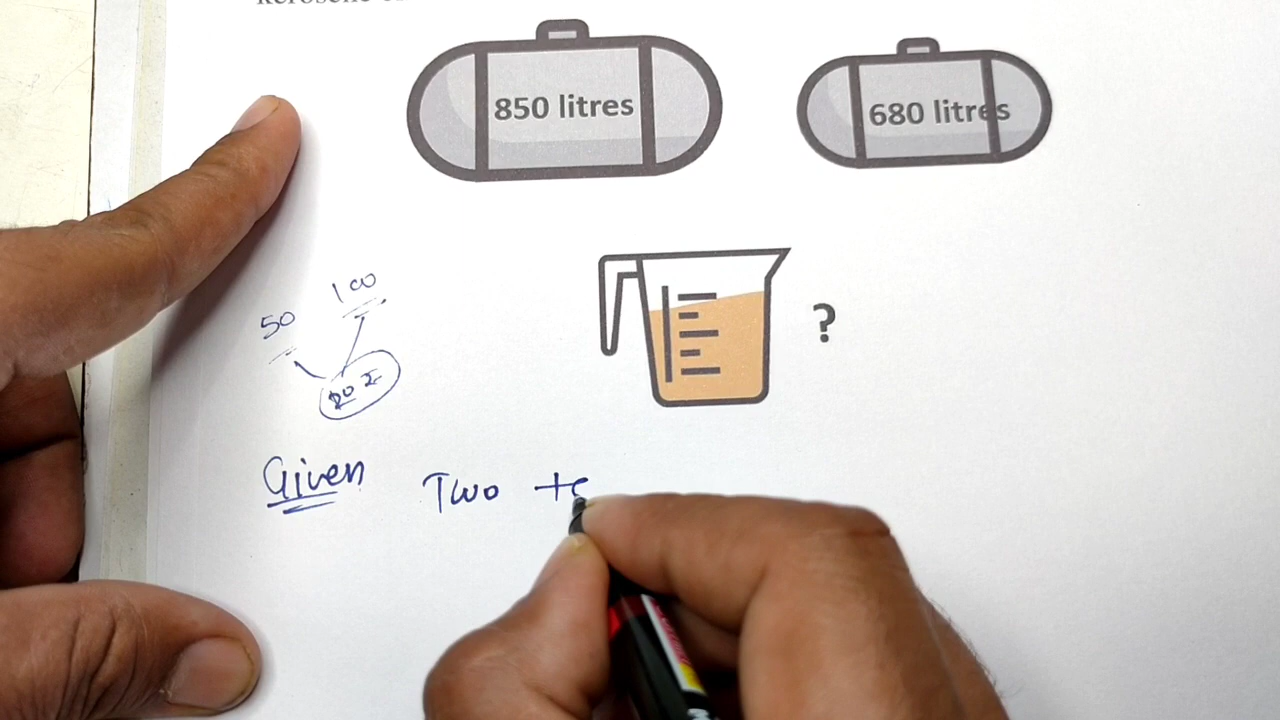 850 litres
680 litres
?
100
50
Given Two